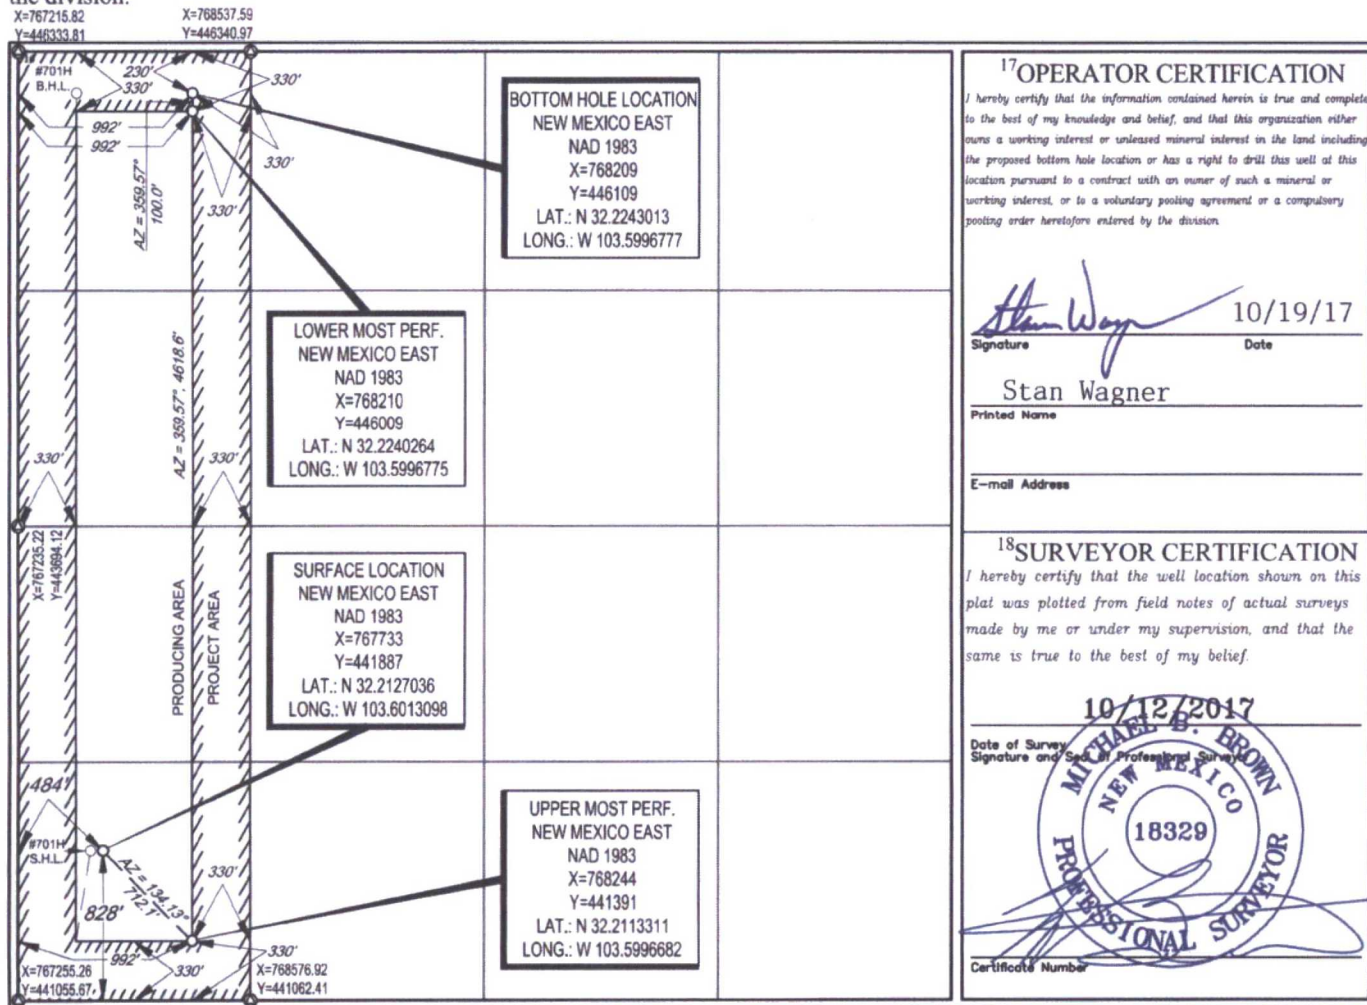 the division.
X=767215.82
Y=446333.81
X=768537.59
Y=446340.97
#701H
B.H.L.
230'
330'
330'
992'
992'
330'
330'
AZ = 359.57°
100.0'
BOTTOM HOLE LOCATION
NEW MEXICO EAST
NAD 1983
X=768209
Y=446109
LAT.: N 32.2243013
LONG.: W 103.5996777
LOWER MOST PERF.
NEW MEXICO EAST
NAD 1983
X=768210
Y=446009
LAT.: N 32.2240264
LONG.: W 103.5996775
AZ = 359.57°, 4618.6'
330'
330'
X=767235.22
Y=443694.12
PRODUCING AREA
PROJECT AREA
SURFACE LOCATION
NEW MEXICO EAST
NAD 1983
X=767733
Y=441887
LAT.: N 32.2127036
LONG.: W 103.6013098
484'
#701H
S.H.L.
AZ = 134.13°
712.1'
828'
330'
UPPER MOST PERF.
NEW MEXICO EAST
NAD 1983
X=768244
Y=441391
LAT.: N 32.2113311
LONG.: W 103.5996682
992'
330'
330'
X=767255.26
Y=441055.67
X=768576.92
Y=441062.41
17OPERATOR CERTIFICATION
I hereby certify that the information contained herein is true and complete
to the best of my knowledge and belief, and that this organization either
owns a working interest or unleased mineral interest in the land including
the proposed bottom hole location or has a right to drill this well at this
location pursuant to a contract with an owner of such a mineral or
working interest, or to a voluntary pooling agreement or a compulsory
pooling order heretofore entered by the division
Stan Wagner
10/19/17
Signature
Date
Stan Wagner
Printed Name
E-mail Address
18SURVEYOR CERTIFICATION
I hereby certify that the well location shown on this
plat was plotted from field notes of actual surveys
made by me or under my supervision, and that the
same is true to the best of my belief.
10/12/2017
Date of Survey
Signature and Seal of Professional Surveyor
MICHAEL B. BROWN
NEW MEXICO
18329
PROFESSIONAL SURVEYOR
Certificate Number